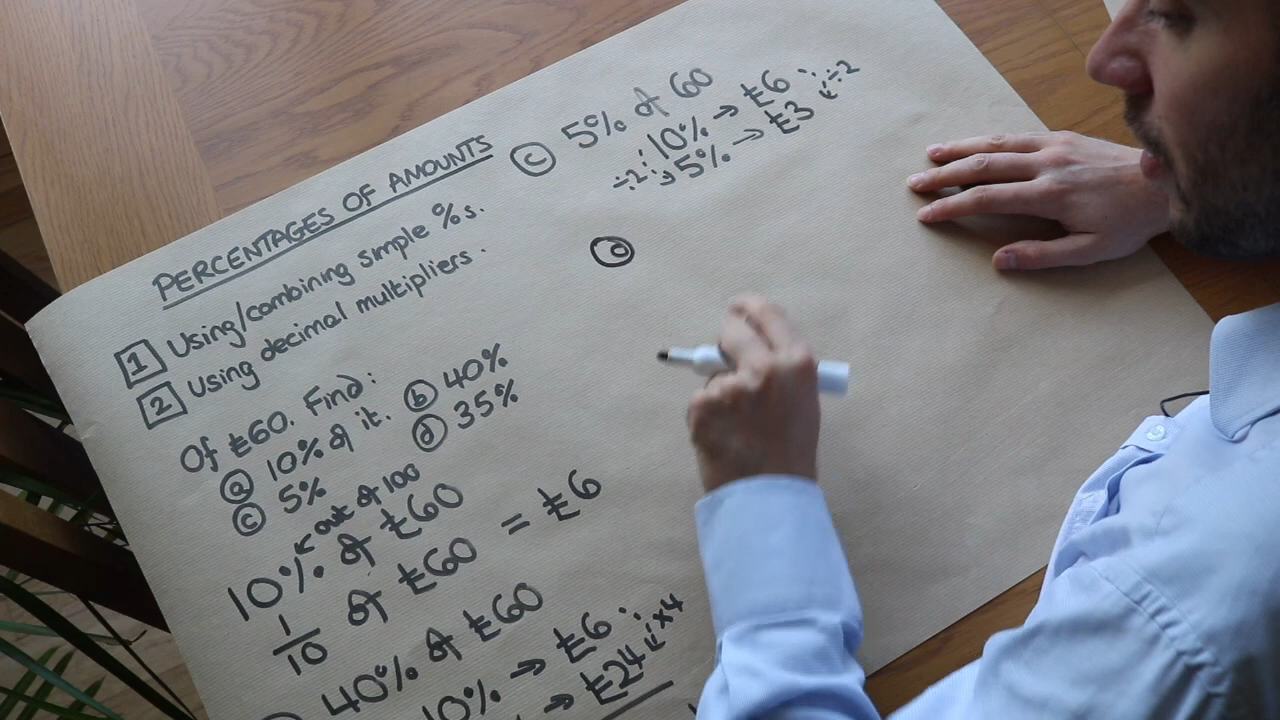 PERCENTAGES OF AMOUNTS
1 Using/combining simple %s.
2 Using decimal multipliers.
Of £60. Find:
a 10% of it. b 40%
c 5% d 35%
out of 100
10% of £60
1/10 of £60 = £6
40% of £60
10% → £6
→ £24 ×4
c 5% of 60
10% → £6
÷2 5% → £3 ÷2